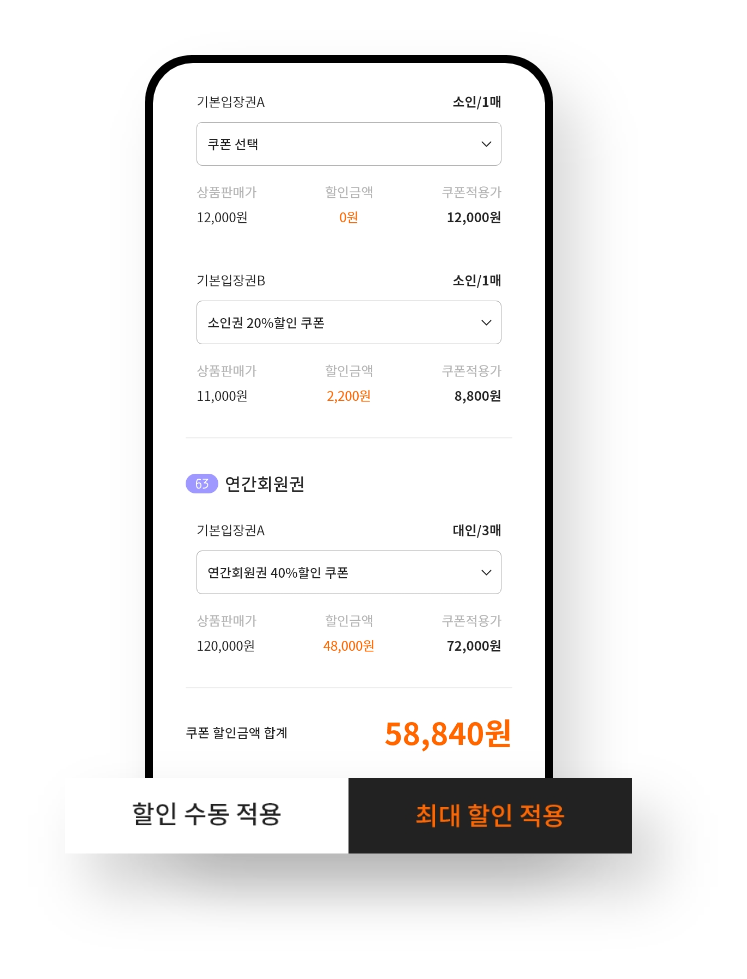 기본입장권A 소인/1매
쿠폰 선택
상품판매가 할인금액 쿠폰적용가
12,000원 0원 12,000원
기본입장권B 소인/1매
소인권 20%할인 쿠폰
상품판매가 할인금액 쿠폰적용가
11,000원 2,200원 8,800원
63 연간회원권
기본입장권A 대인/3매
연간회원권 40%할인 쿠폰
상품판매가 할인금액 쿠폰적용가
120,000원 48,000원 72,000원
쿠폰 할인금액 합계 58,840원
할인 수동 적용 최대 할인 적용